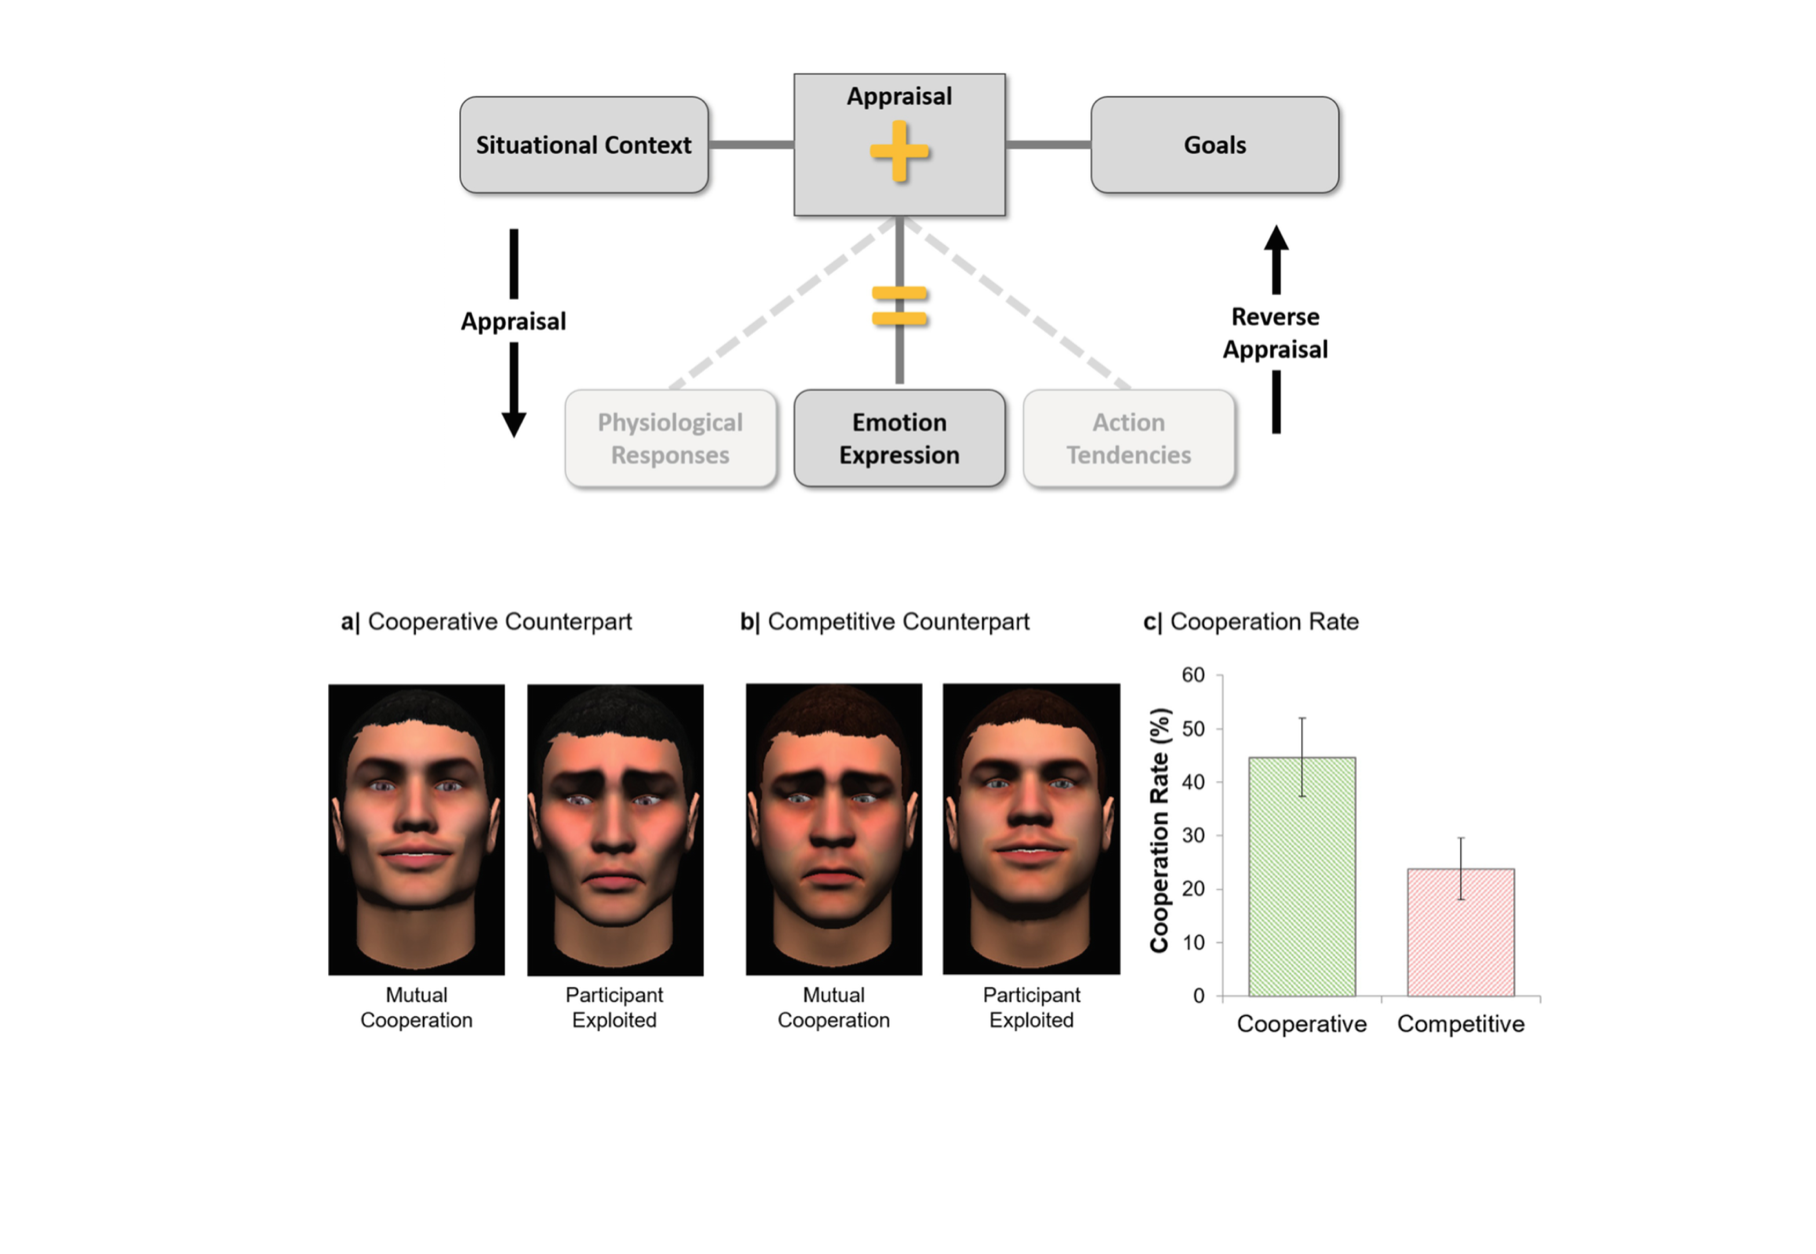 Appraisal
Situational Context
Goals
Appraisal
Reverse
Appraisal
Physiological
Responses
Emotion
Expression
Action
Tendencies
a| Cooperative Counterpart
b| Competitive Counterpart
c| Cooperation Rate
Mutual
Cooperation
Participant
Exploited
Mutual
Cooperation
Participant
Exploited
Cooperation Rate (%)
60
50
40
30
20
10
0
Cooperative
Competitive